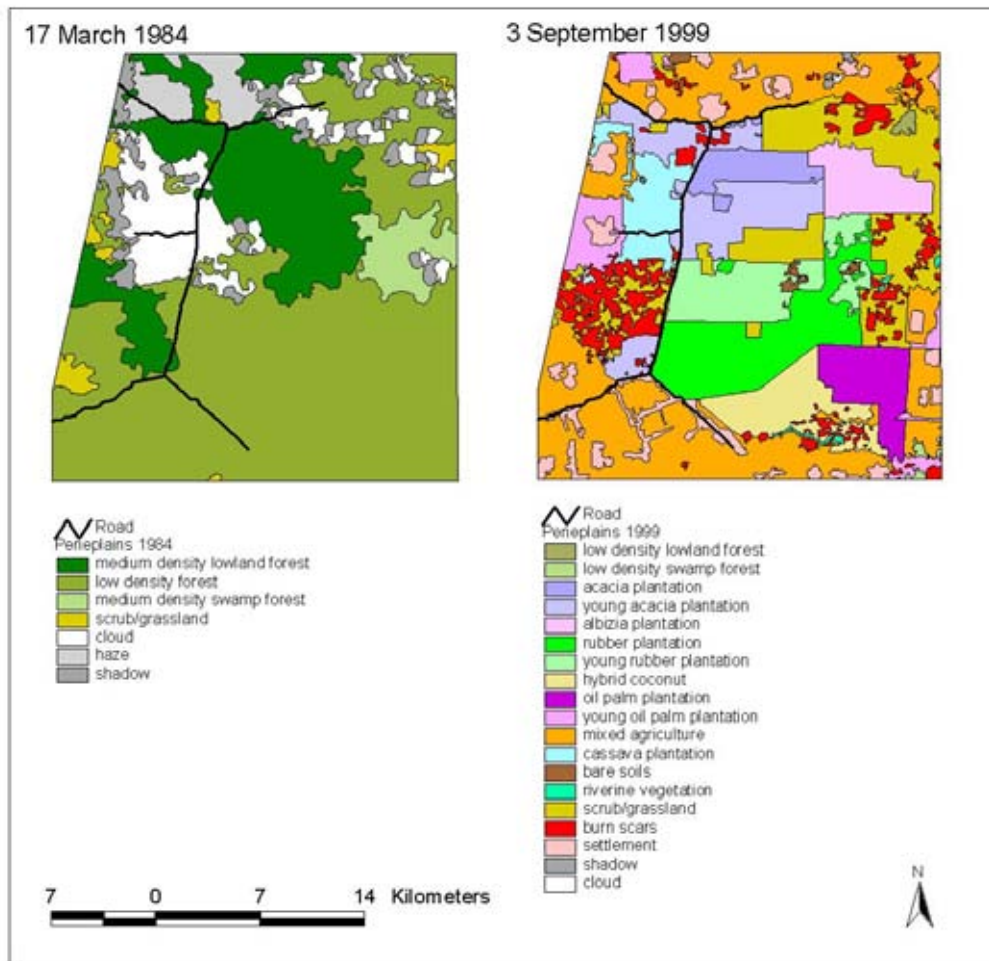 17 March 1984
3 September 1999
Road
Peneplains 1984
medium density lowland forest
low density forest
medium density swamp forest
scrub/grassland
cloud
haze
shadow
Road
Peneplains 1999
low density lowland forest
low density swamp forest
acacia plantation
young acacia plantation
albizia plantation
rubber plantation
young rubber plantation
hybrid coconut
oil palm plantation
young oil palm plantation
mixed agriculture
cassava plantation
bare soils
riverine vegetation
scrub/grassland
burn scars
settlement
shadow
cloud
7 0 7 14 Kilometers
N